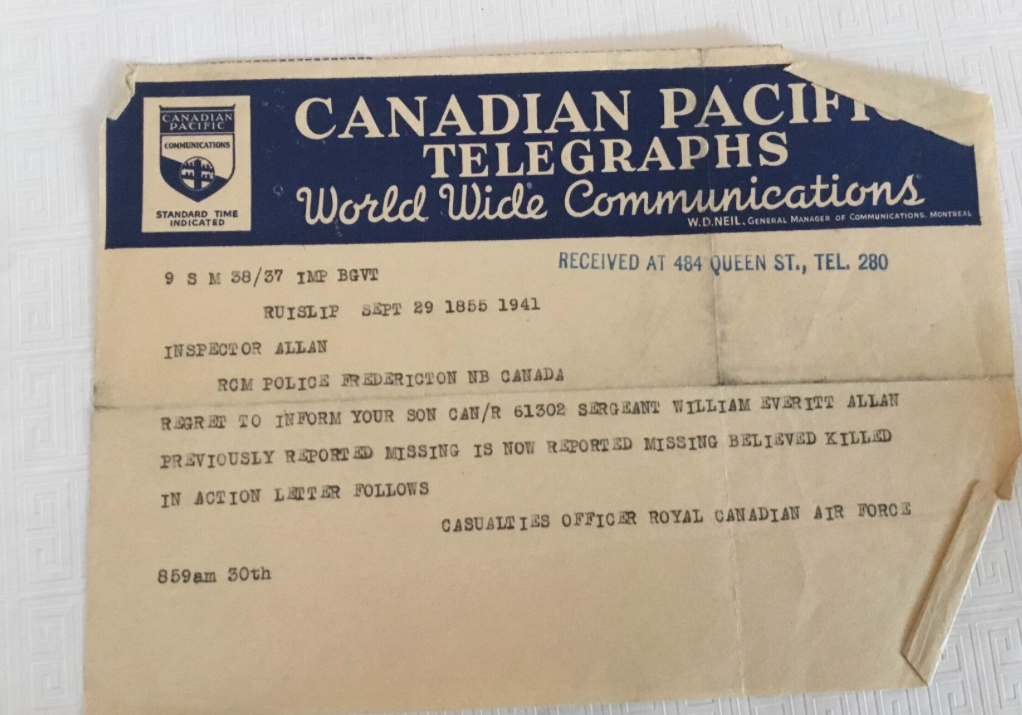 CANADIAN PACIFIC
COMMUNICATIONS
STANDARD TIME
INDICATED
CANADIAN PACIFIC
TELEGRAPHS
World Wide Communications
W.D. NEIL, GENERAL MANAGER OF COMMUNICATIONS, MONTREAL
9 S M 38/37 IMP BGVT
RECEIVED AT 484 QUEEN ST., TEL. 280
RUISLIP SEPT 29 1855 1941
INSPECTOR ALLAN
RCM POLICE FREDERICTON NB CANADA
REGRET TO INFORM YOUR SON CAN/R 61302 SERGEANT WILLIAM EVERITT ALLAN
PREVIOUSLY REPORTED MISSING IS NOW REPORTED MISSING BELIEVED KILLED
IN ACTION LETTER FOLLOWS
CASUALTIES OFFICER ROYAL CANADIAN AIR FORCE
859am 30th